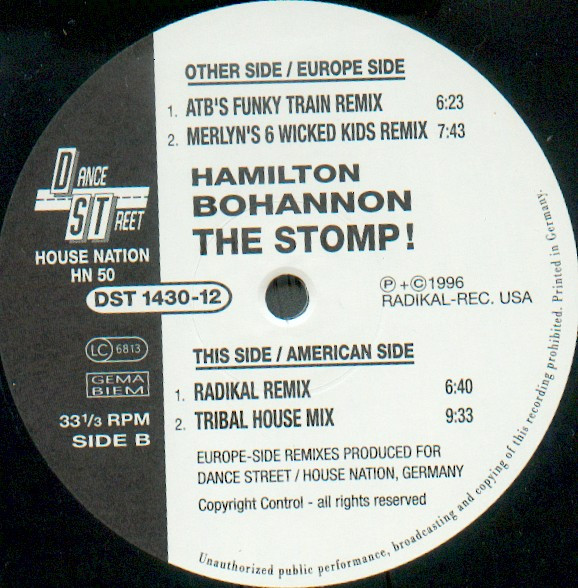 OTHER SIDE / EUROPE SIDE
1. ATB'S FUNKY TRAIN REMIX 6:23
2. MERLYN'S 6 WICKED KIDS REMIX 7:43
HAMILTON
BOHANNON
THE STOMP!
DANCE
STREET
HOUSE NATION
HN 50
DST 1430-12
℗ +© 1996
RADIKAL-REC. USA
LC 6813
GEMA
BIEM
33 1/3 RPM
SIDE B
THIS SIDE / AMERICAN SIDE
1. RADIKAL REMIX 6:40
2. TRIBAL HOUSE MIX 9:33
EUROPE-SIDE REMIXES PRODUCED FOR
DANCE STREET / HOUSE NATION, GERMANY
Copyright Control - all rights reserved
Unauthorized public performance, broadcasting and copying of this recording prohibited. Printed in Germany.